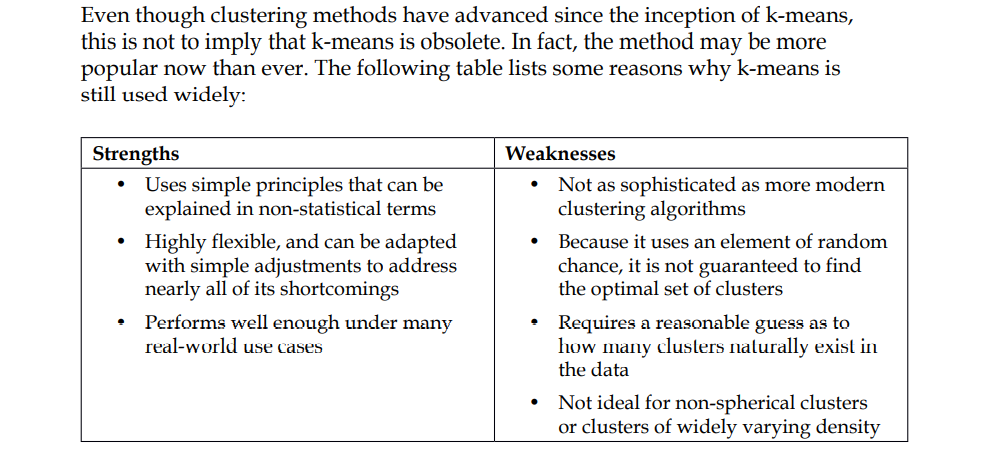 Even though clustering methods have advanced since the inception of k-means,
this is not to imply that k-means is obsolete. In fact, the method may be more
popular now than ever. The following table lists some reasons why k-means is
still used widely:
Strengths
• Uses simple principles that can be
explained in non-statistical terms
• Highly flexible, and can be adapted
with simple adjustments to address
nearly all of its shortcomings
• Performs well enough under many
real-world use cases
Weaknesses
• Not as sophisticated as more modern
clustering algorithms
• Because it uses an element of random
chance, it is not guaranteed to find
the optimal set of clusters
• Requires a reasonable guess as to
how many clusters naturally exist in
the data
• Not ideal for non-spherical clusters
or clusters of widely varying density